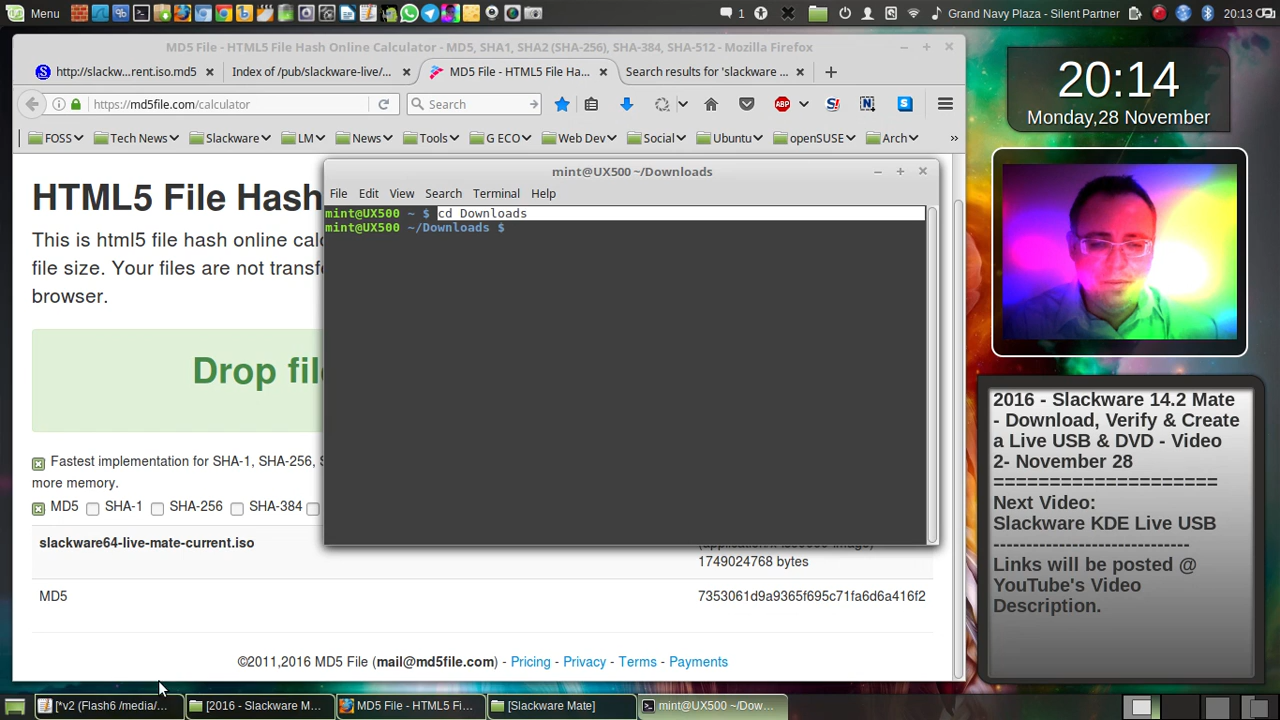 Menu
1
Grand Navy Plaza - Silent Partner
20:13
MD5 File - HTML5 File Hash Online Calculator - MD5, SHA1, SHA2 (SHA-256), SHA-384, SHA-512 - Mozilla Firefox
http://slackw...rent.iso.md5
Index of /pub/slackware-live/...
MD5 File - HTML5 File Ha...
Search results for 'slackware ...
https://md5file.com/calculator
Search
ABP
FOSS
Tech News
Slackware
LM
News
Tools
G ECO
Web Dev
Social
Ubuntu
openSUSE
Arch
»
HTML5 File Hash
This is html5 file hash online calc
file size. Your files are not transf
browser.
Drop file
Fastest implementation for SHA-1, SHA-256, S
more memory.
MD5
SHA-1
SHA-256
SHA-384
slackware64-live-mate-current.iso
1749024768 bytes
MD5
7353061d9a9365f695c71fa6d6a416f2
©2011,2016 MD5 File (mail@md5file.com) - Pricing - Privacy - Terms - Payments
mint@UX500 ~/Downloads
File Edit View Search Terminal Help
mint@UX500 ~ $ cd Downloads
mint@UX500 ~/Downloads $
20:14
Monday,28 November
2016 - Slackware 14.2 Mate
- Download, Verify & Create
a Live USB & DVD - Video
2- November 28
====================
Next Video:
Slackware KDE Live USB
------------------------------
Links will be posted @
YouTube's Video
Description.
[*v2 (Flash6 /media/...
[2016 - Slackware M...
MD5 File - HTML5 Fi...
[Slackware Mate]
mint@UX500 ~/Dow...